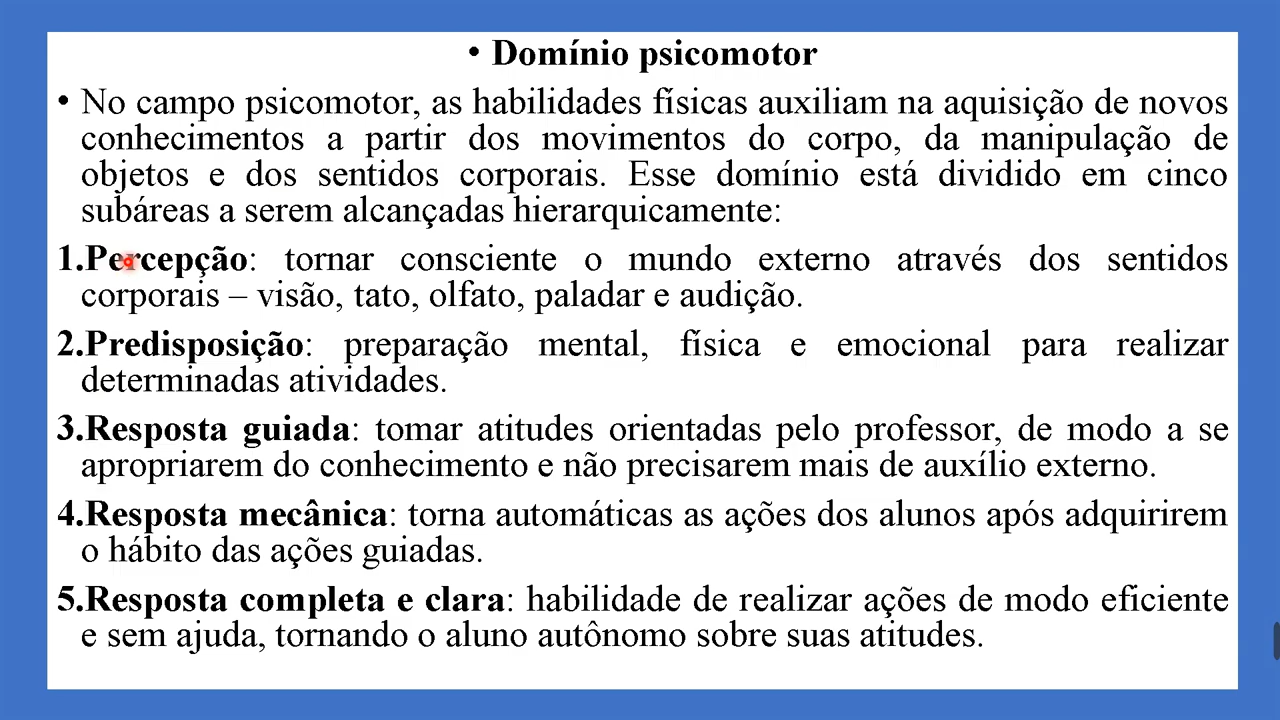 • Domínio psicomotor
• No campo psicomotor, as habilidades físicas auxiliam na aquisição de novos
conhecimentos a partir dos movimentos do corpo, da manipulação de
objetos e dos sentidos corporais. Esse domínio está dividido em cinco
subáreas a serem alcançadas hierarquicamente:
1.Percepção: tornar consciente o mundo externo através dos sentidos
corporais – visão, tato, olfato, paladar e audição.
2.Predisposição: preparação mental, física e emocional para realizar
determinadas atividades.
3.Resposta guiada: tomar atitudes orientadas pelo professor, de modo a se
apropriarem do conhecimento e não precisarem mais de auxílio externo.
4.Resposta mecânica: torna automáticas as ações dos alunos após adquirirem
o hábito das ações guiadas.
5.Resposta completa e clara: habilidade de realizar ações de modo eficiente
e sem ajuda, tornando o aluno autônomo sobre suas atitudes.